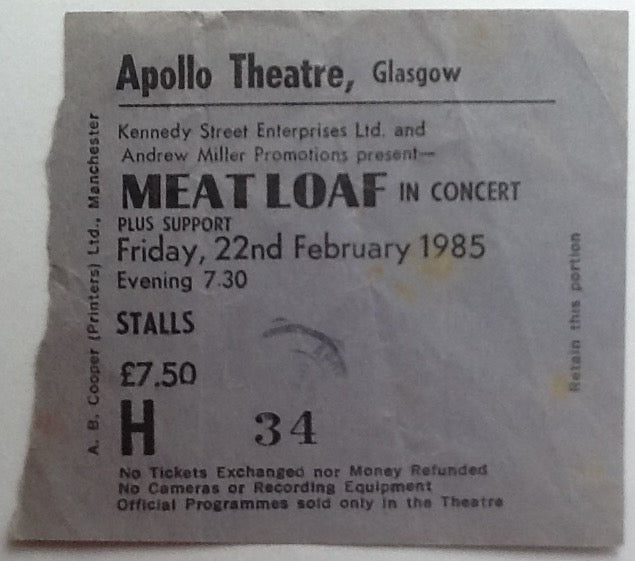 Apollo Theatre, Glasgow
Kennedy Street Enterprises Ltd. and
Andrew Miller Promotions present—
MEAT LOAF IN CONCERT
PLUS SUPPORT
Friday, 22nd February 1985
Evening 7.30
STALLS
£7.50
H 34
No Tickets Exchanged nor Money Refunded
No Cameras or Recording Equipment
Official Programmes sold only in the Theatre
A. B. Cooper (Printers) Ltd., Manchester
Retain this portion